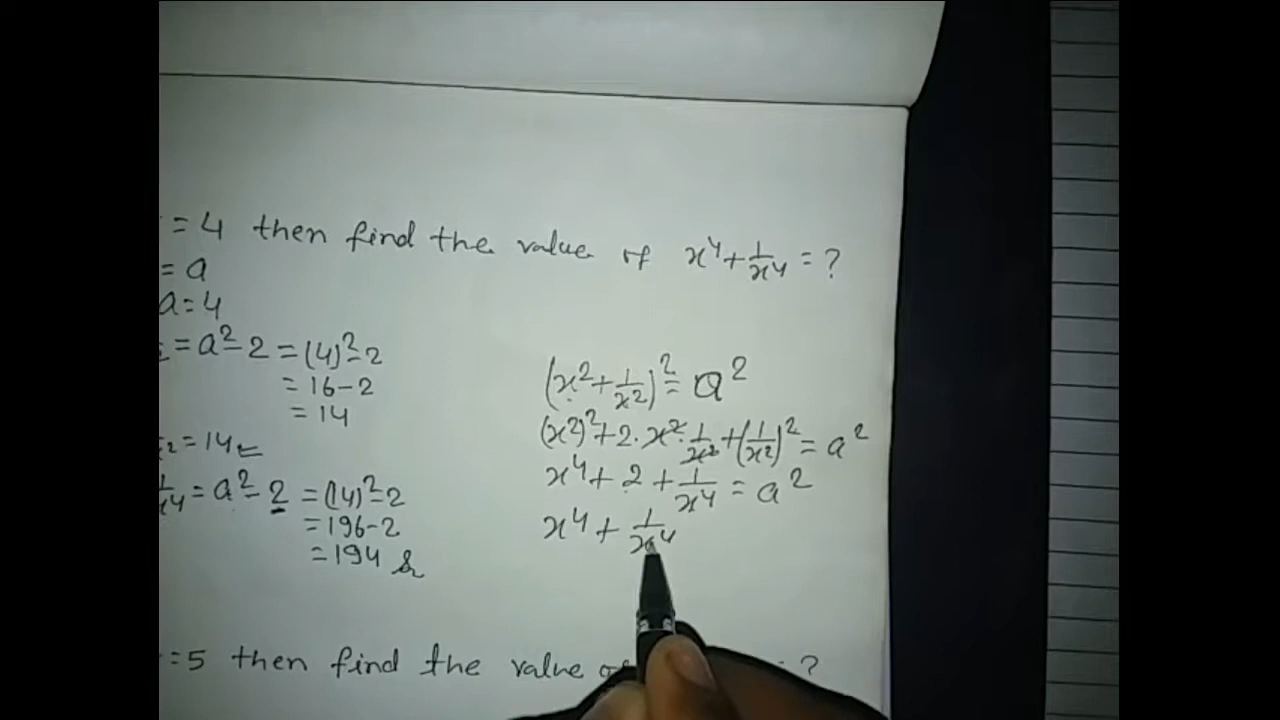 = 4 then find the value of x⁴ + 1/x⁴ = ?
= a
a = 4
= a² - 2 = (4)² - 2
= 16 - 2
= 14
= 14
1/x⁴ = a² - 2 = (14)² - 2
= 196 - 2
= 194
(x² + 1/x²)² = a²
(x²)² + 2 · x² · 1/x² + (1/x²)² = a²
x⁴ + 2 + 1/x⁴ = a²
x⁴ + 1/x⁴
= 5 then find the value = ?